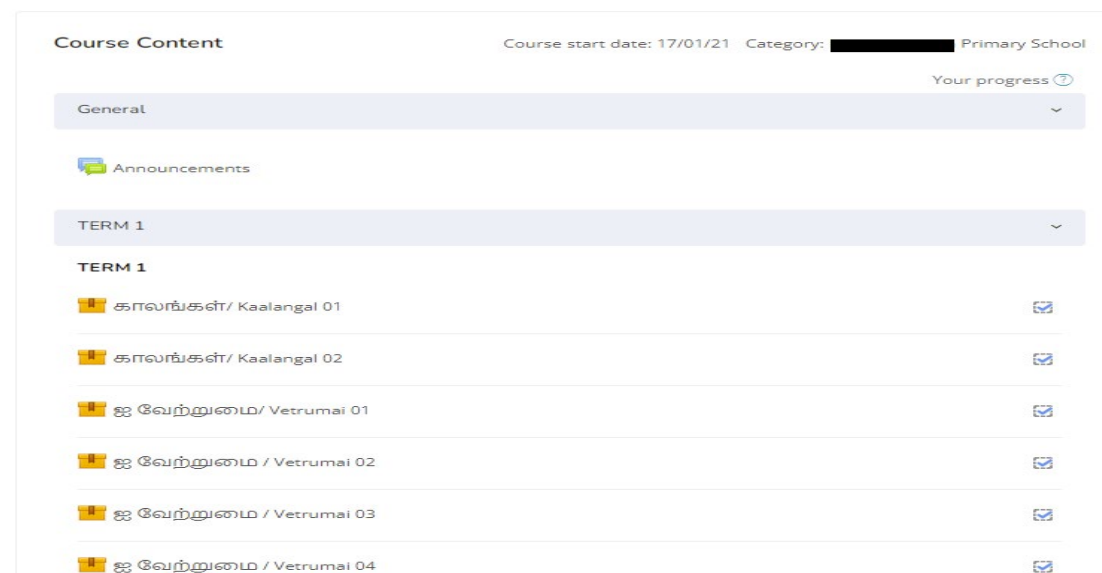 Course Content
Course start date: 17/01/21 Category: Primary School
Your progress
General
Announcements
TERM 1
TERM 1
காலங்கள்/ Kaalangal 01
காலங்கள்/ Kaalangal 02
ஐ வேற்றுமை/ Vetrumai 01
ஐ வேற்றுமை / Vetrumai 02
ஐ வேற்றுமை / Vetrumai 03
ஐ வேற்றுமை / Vetrumai 04